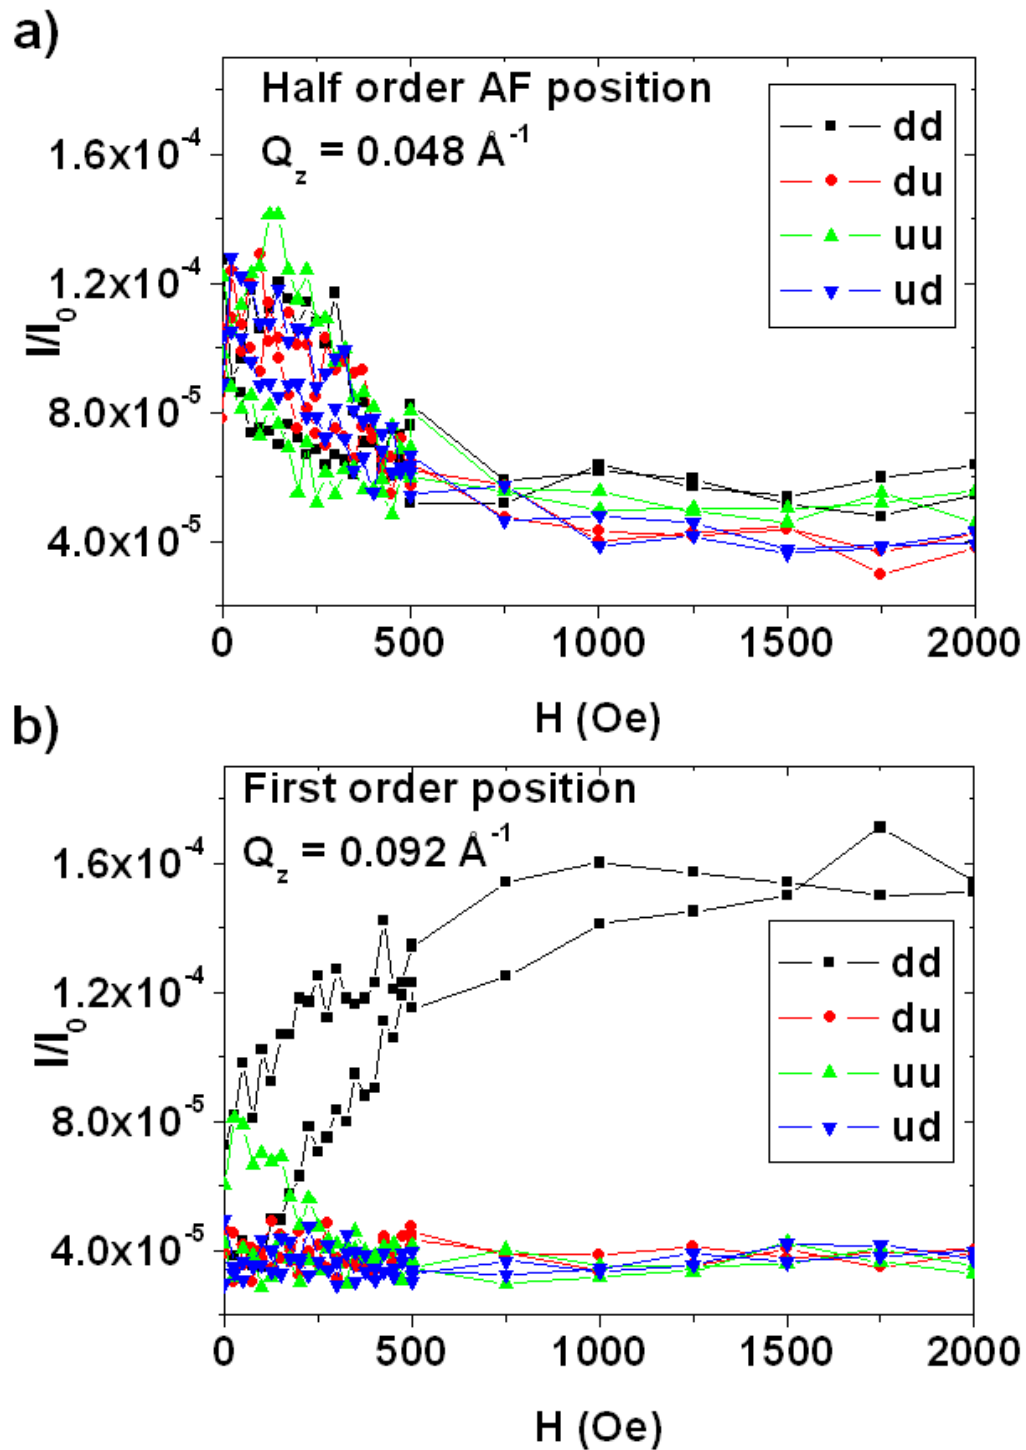 a)
Half order AF position
Q_z = 0.048 Å^-1
dd
du
uu
ud
1.6x10^-4
1.2x10^-4
8.0x10^-5
4.0x10^-5
I/I_0
0 500 1000 1500 2000
H (Oe)
b)
First order position
Q_z = 0.092 Å^-1
1.6x10^-4
1.2x10^-4
8.0x10^-5
4.0x10^-5
I/I_0
dd
du
uu
ud
0 500 1000 1500 2000
H (Oe)